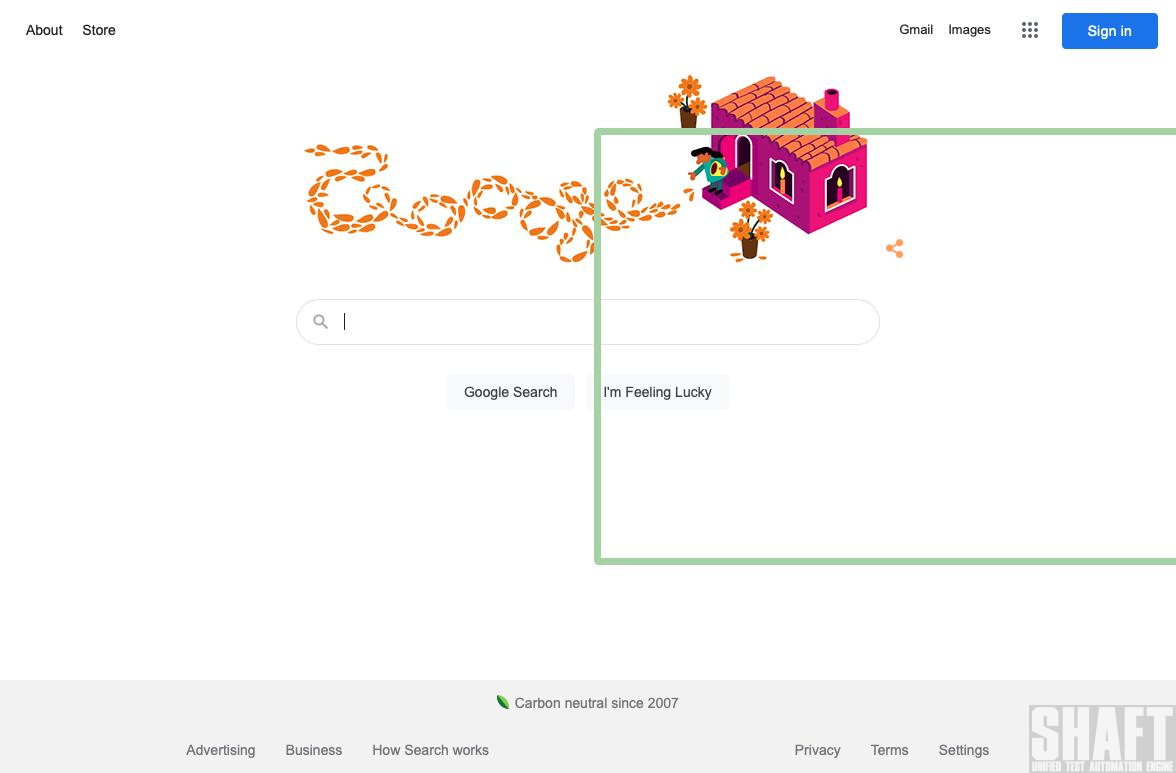 About Store
Gmail Images
Sign in
Google
Google Search
I'm Feeling Lucky
Carbon neutral since 2007
Advertising Business How Search works
Privacy Terms Settings
SHAFT
UNIFIED TEST AUTOMATION ENGINE